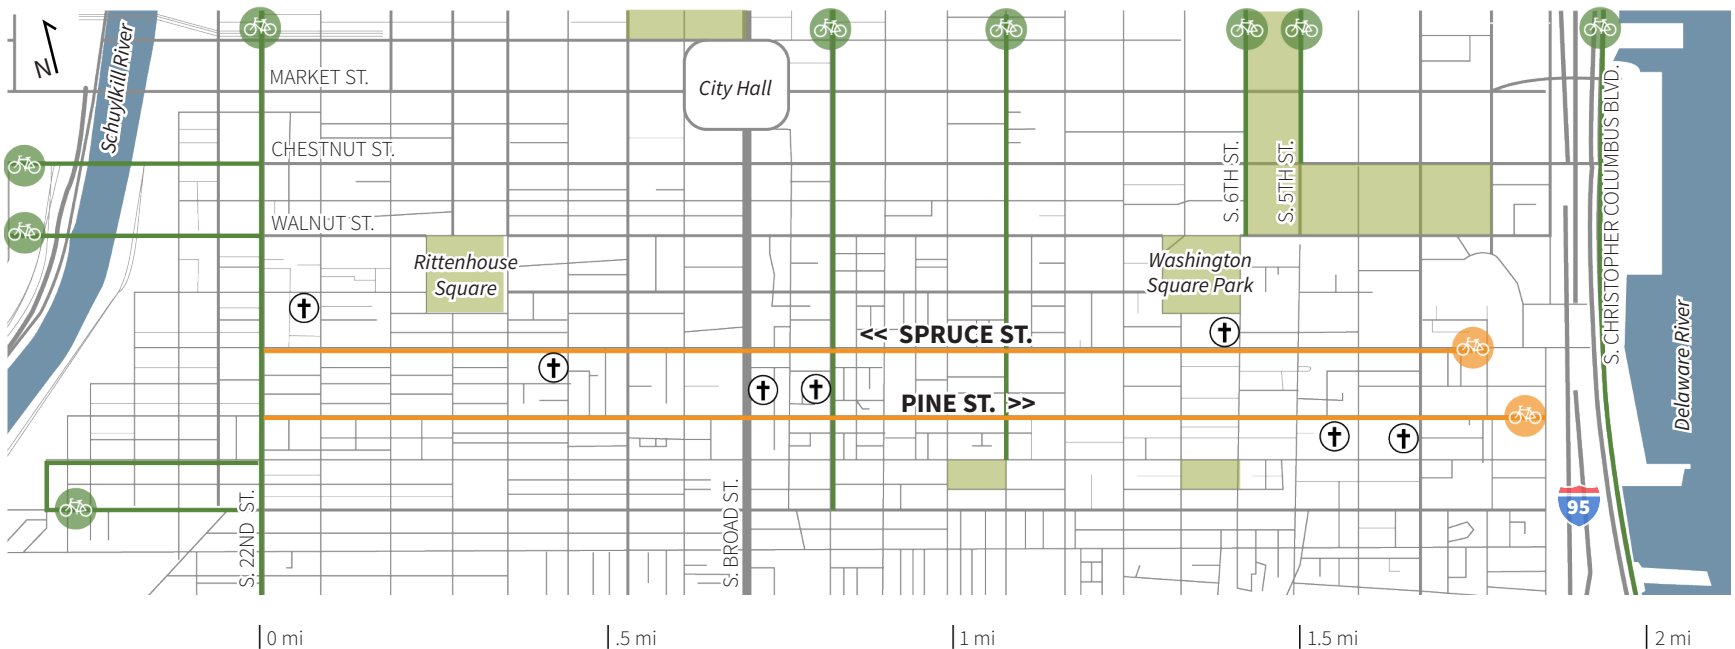 N
Schuylkill River
MARKET ST.
City Hall
CHESTNUT ST.
WALNUT ST.
S. 6TH ST.
S. 5TH ST.
S. CHRISTOPHER COLUMBUS BLVD.
Rittenhouse
Square
Washington
Square Park
<< SPRUCE ST.
PINE ST. >>
Delaware River
S. 22ND ST.
S. BROAD ST.
95
0 mi
.5 mi
1 mi
1.5 mi
2 mi